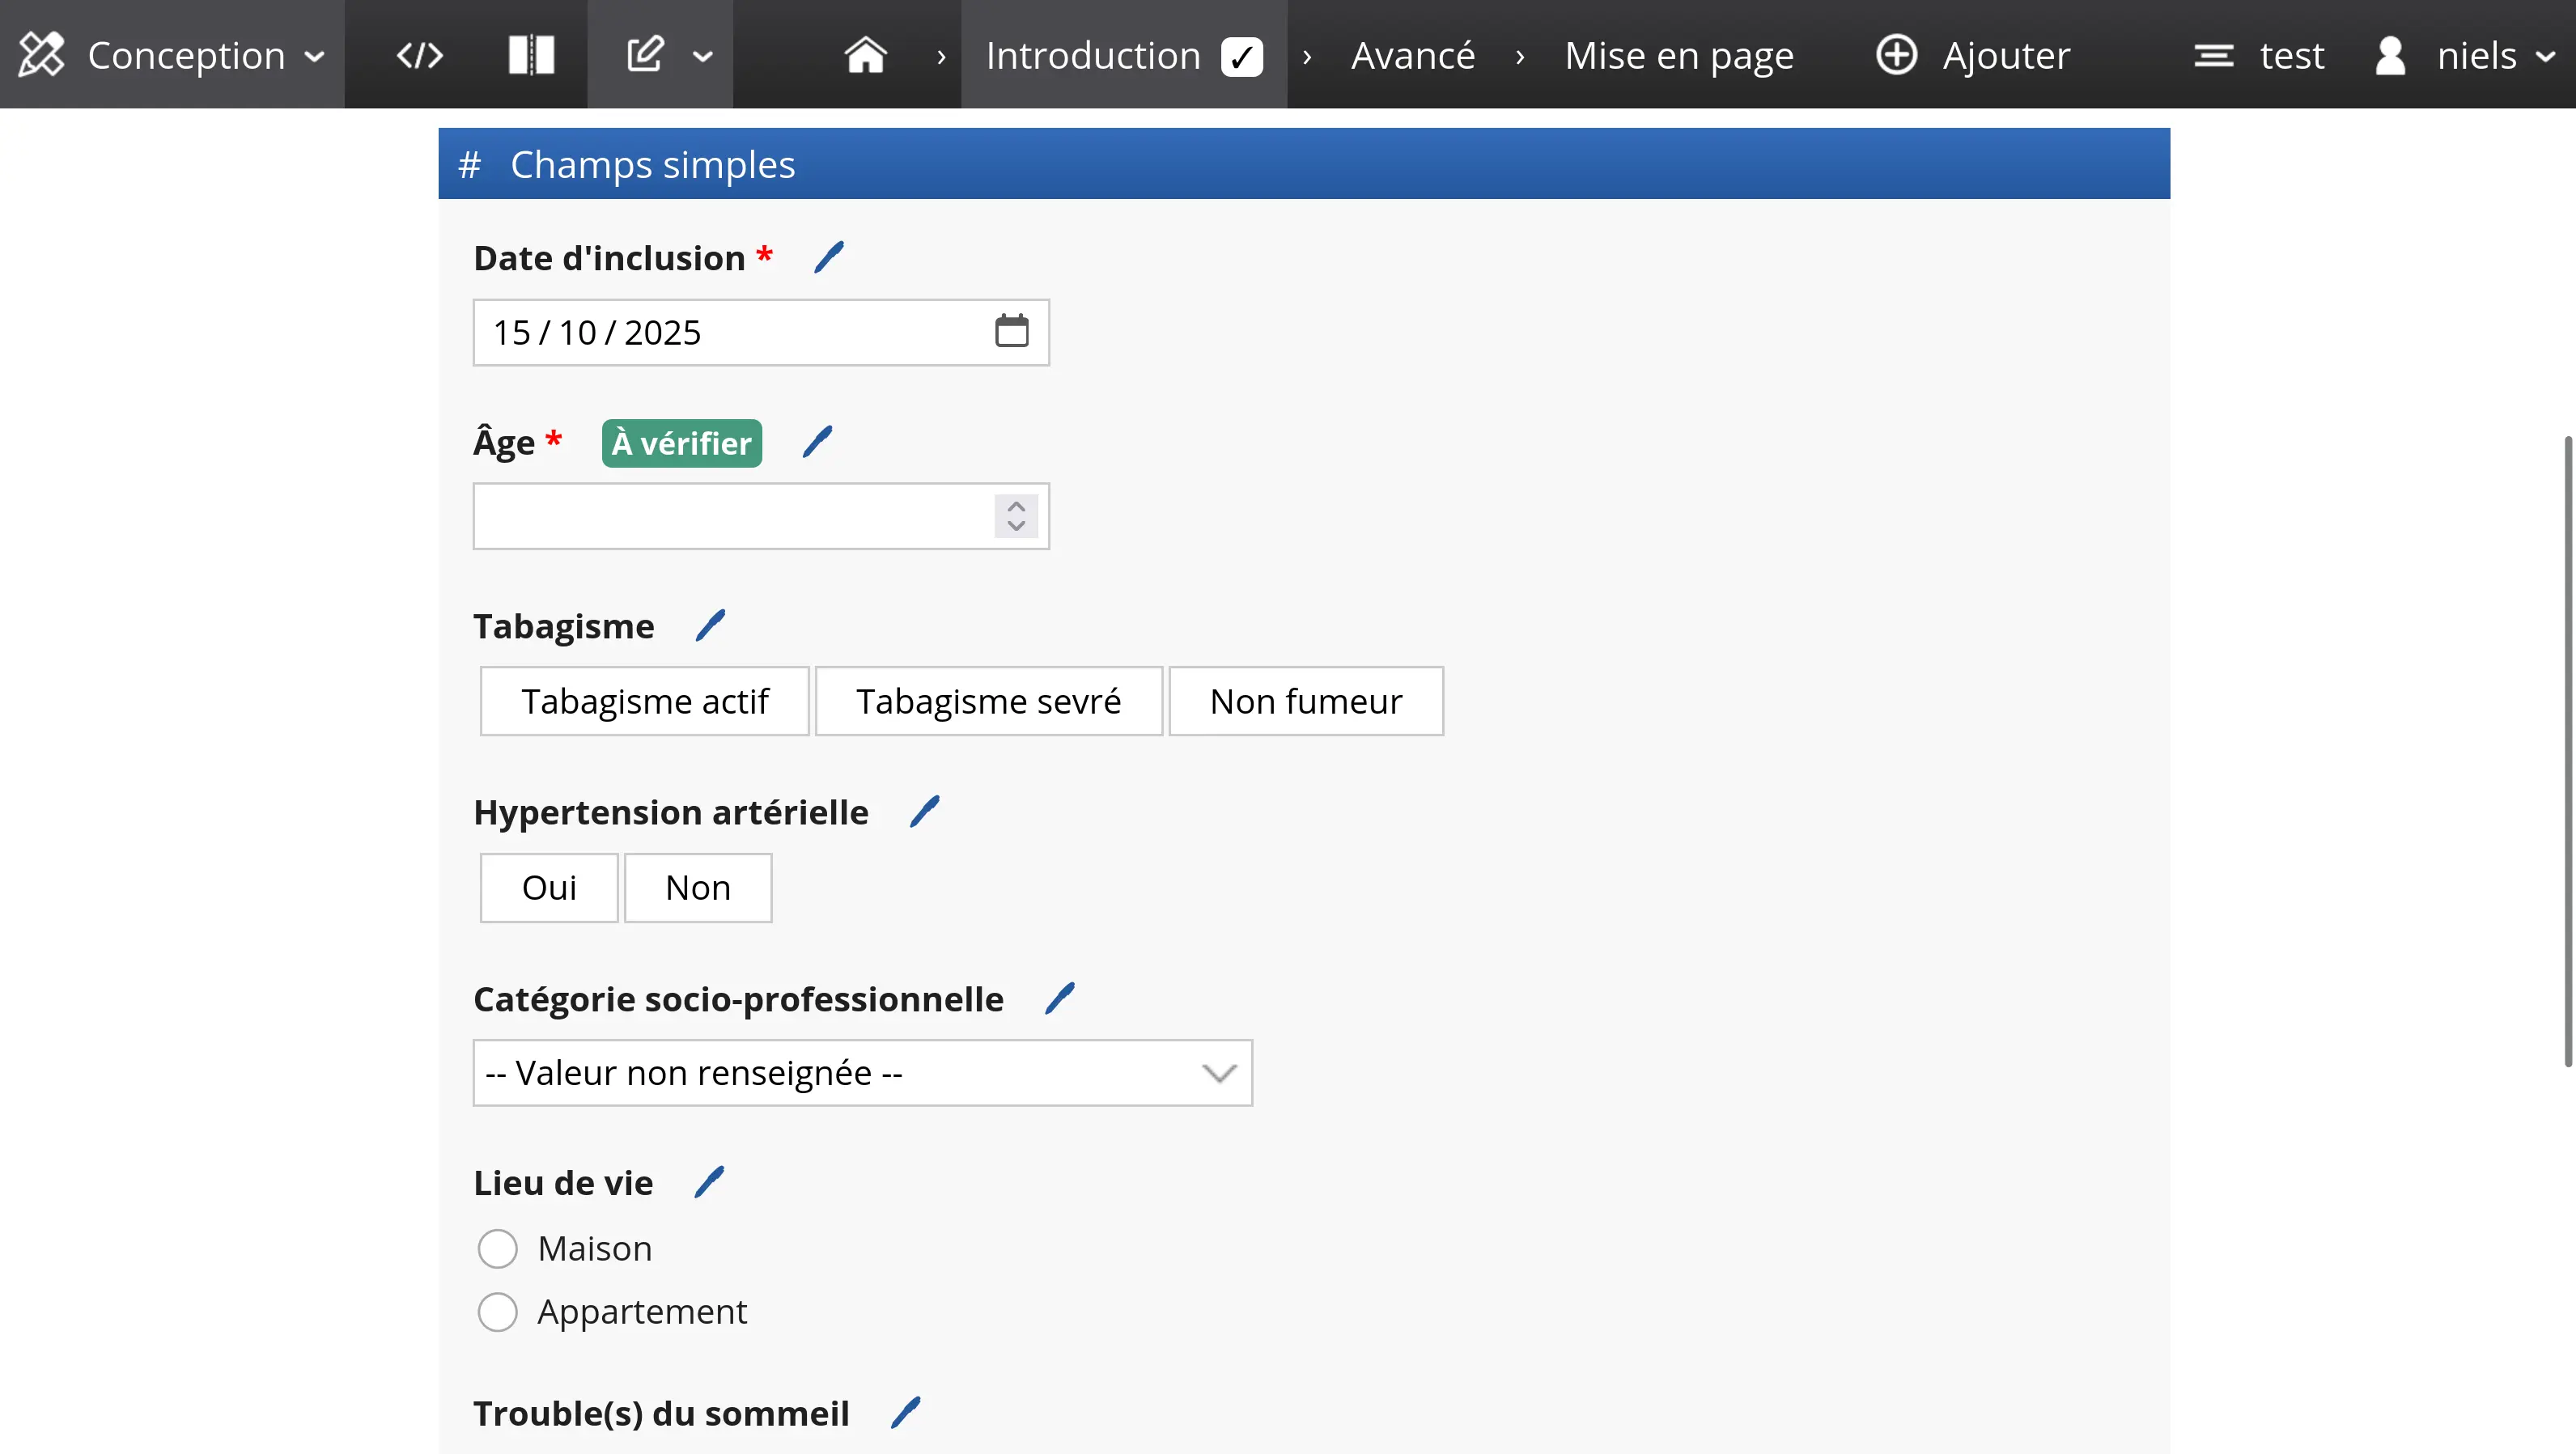 Conception </> › Introduction › Avancé › Mise en page Ajouter test niels
# Champs simples
Date d'inclusion *
15 / 10 / 2025
Âge * À vérifier
Tabagisme
Tabagisme actif Tabagisme sevré Non fumeur
Hypertension artérielle
Oui Non
Catégorie socio-professionnelle
-- Valeur non renseignée --
Lieu de vie
Maison
Appartement
Trouble(s) du sommeil